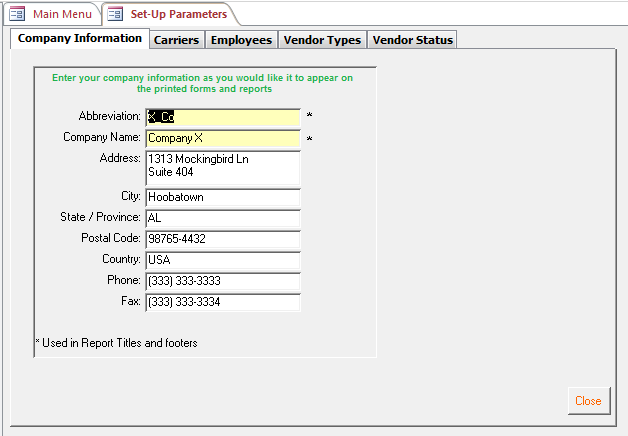 Main Menu Set-Up Parameters
Company Information Carriers Employees Vendor Types Vendor Status
Enter your company information as you would like it to appear on
the printed forms and reports
Abbreviation: X_Co *
Company Name: Company X *
Address: 1313 Mockingbird Ln
Suite 404
City: Hoobatown
State / Province: AL
Postal Code: 98765-4432
Country: USA
Phone: (333) 333-3333
Fax: (333) 333-3334
* Used in Report Titles and footers
Close